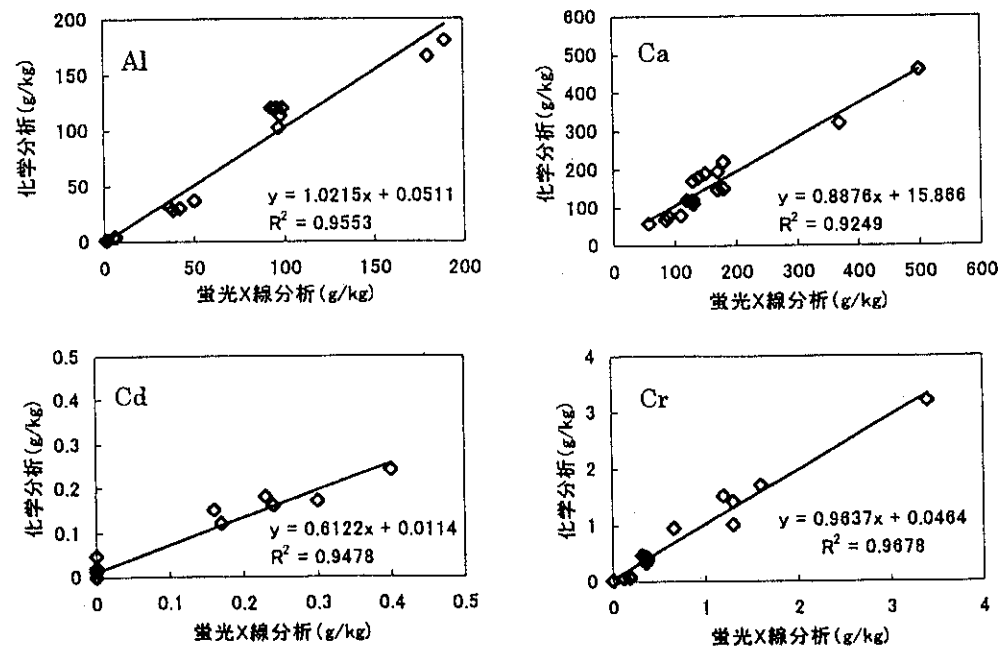 200
150
100
50
0
Al
y = 1.0215x + 0.0511
R² = 0.9553
0 50 100 150 200
化学分析(g/kg)
蛍光X線分析(g/kg)
600
500
400
300
200
100
0
Ca
y = 0.8876x + 15.866
R² = 0.9249
0 100 200 300 400 500 600
化学分析(g/kg)
蛍光X線分析(g/kg)
0.5
0.4
0.3
0.2
0.1
0
Cd
y = 0.6122x + 0.0114
R² = 0.9478
0 0.1 0.2 0.3 0.4 0.5
化学分析(g/kg)
蛍光X線分析(g/kg)
4
3
2
1
0
Cr
y = 0.9637x + 0.0464
R² = 0.9678
0 1 2 3 4
化学分析(g/kg)
蛍光X線分析(g/kg)